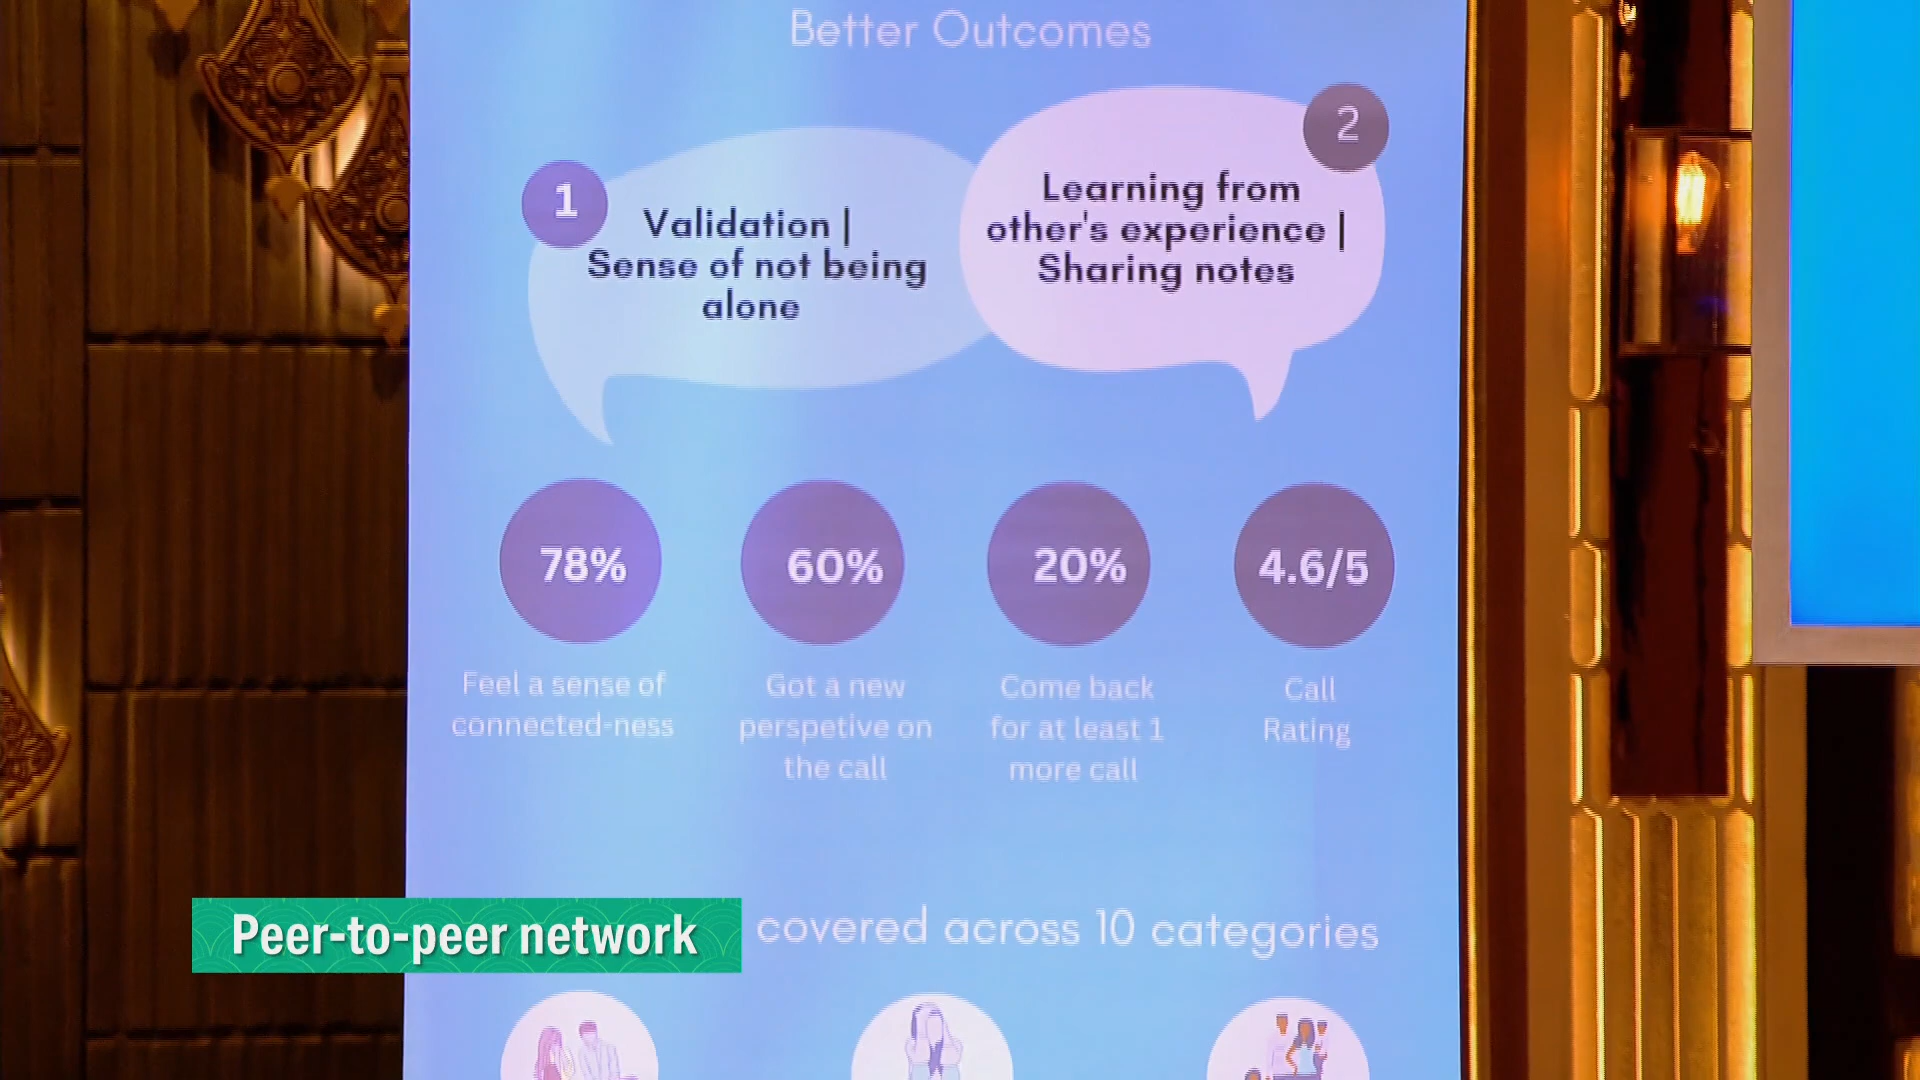 Better Outcomes
1
Validation |
Sense of not being
alone
2
Learning from
other's experience |
Sharing notes
78%
60%
20%
4.6/5
Feel a sense of
connected-ness
Got a new
perspetive on
the call
Come back
for at least 1
more call
Call
Rating
Peer-to-peer network
covered across 10 categories